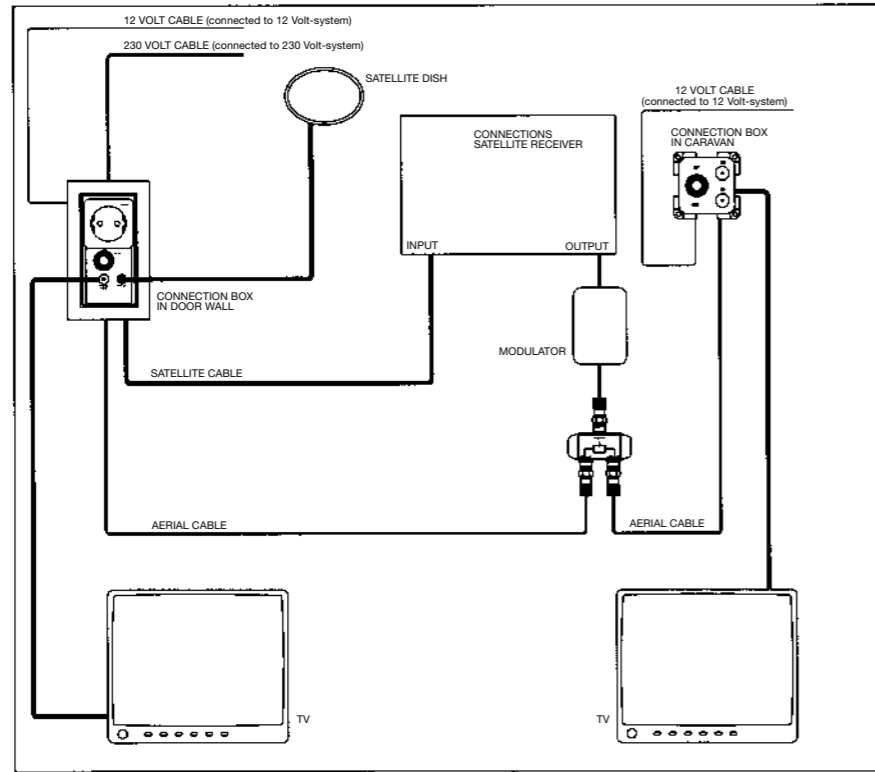 12 VOLT CABLE (connected to 12 Volt-system)
230 VOLT CABLE (connected to 230 Volt-system)
SATELLITE DISH
12 VOLT CABLE
(connected to 12 Volt-system)
CONNECTIONS
SATELLITE RECEIVER
CONNECTION BOX
IN CARAVAN
INPUT
OUTPUT
CONNECTION BOX
IN DOOR WALL
MODULATOR
SATELLITE CABLE
AERIAL CABLE
AERIAL CABLE
TV
TV